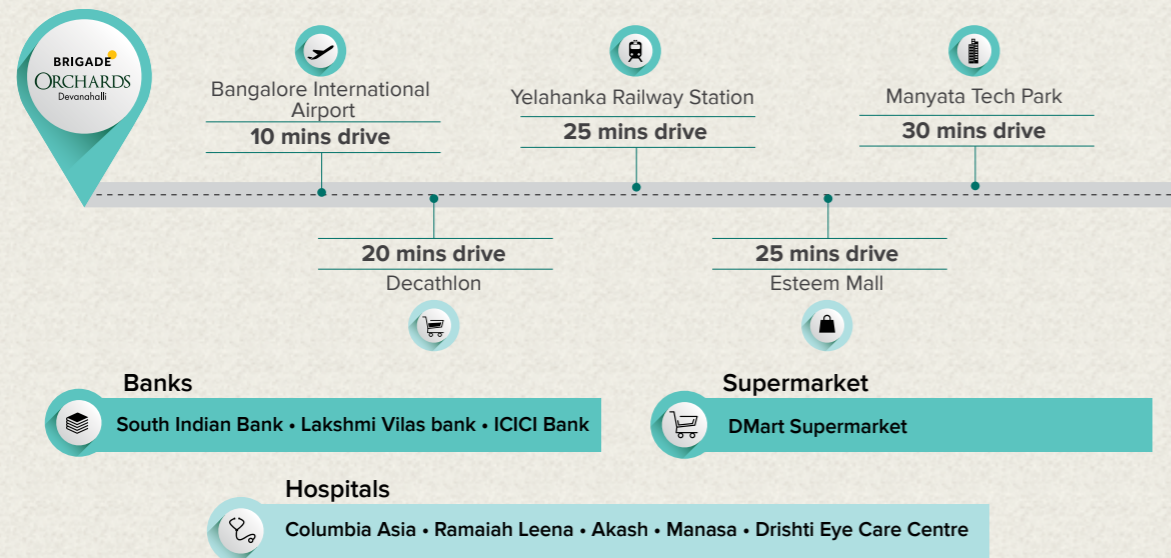 BRIGADE
ORCHARDS
Devanahalli
Bangalore International
Airport
10 mins drive
Yelahanka Railway Station
25 mins drive
Manyata Tech Park
30 mins drive
20 mins drive
Decathlon
25 mins drive
Esteem Mall
Banks
South Indian Bank • Lakshmi Vilas bank • ICICI Bank
Supermarket
DMart Supermarket
Hospitals
Columbia Asia • Ramaiah Leena • Akash • Manasa • Drishti Eye Care Centre